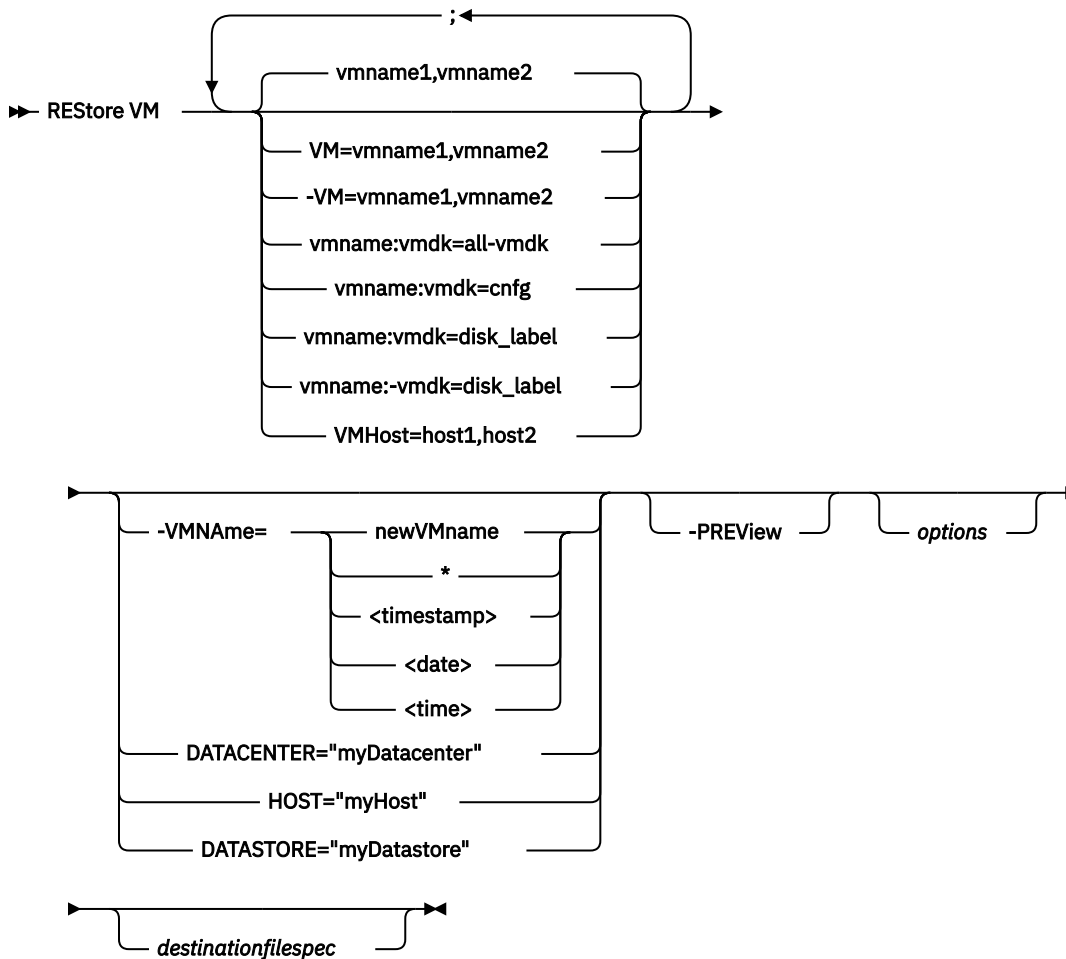 ;
vmname1,vmname2
REStore VM
VM=vmname1,vmname2
-VM=vmname1,vmname2
vmname:vmdk=all-vmdk
vmname:vmdk=cnfg
vmname:vmdk=disk_label
vmname:-vmdk=disk_label
VMHost=host1,host2
-VMNAme= newVMname -PREView options
*
<timestamp>
<date>
<time>
DATACENTER="myDatacenter"
HOST="myHost"
DATASTORE="myDatastore"
destinationfilespec